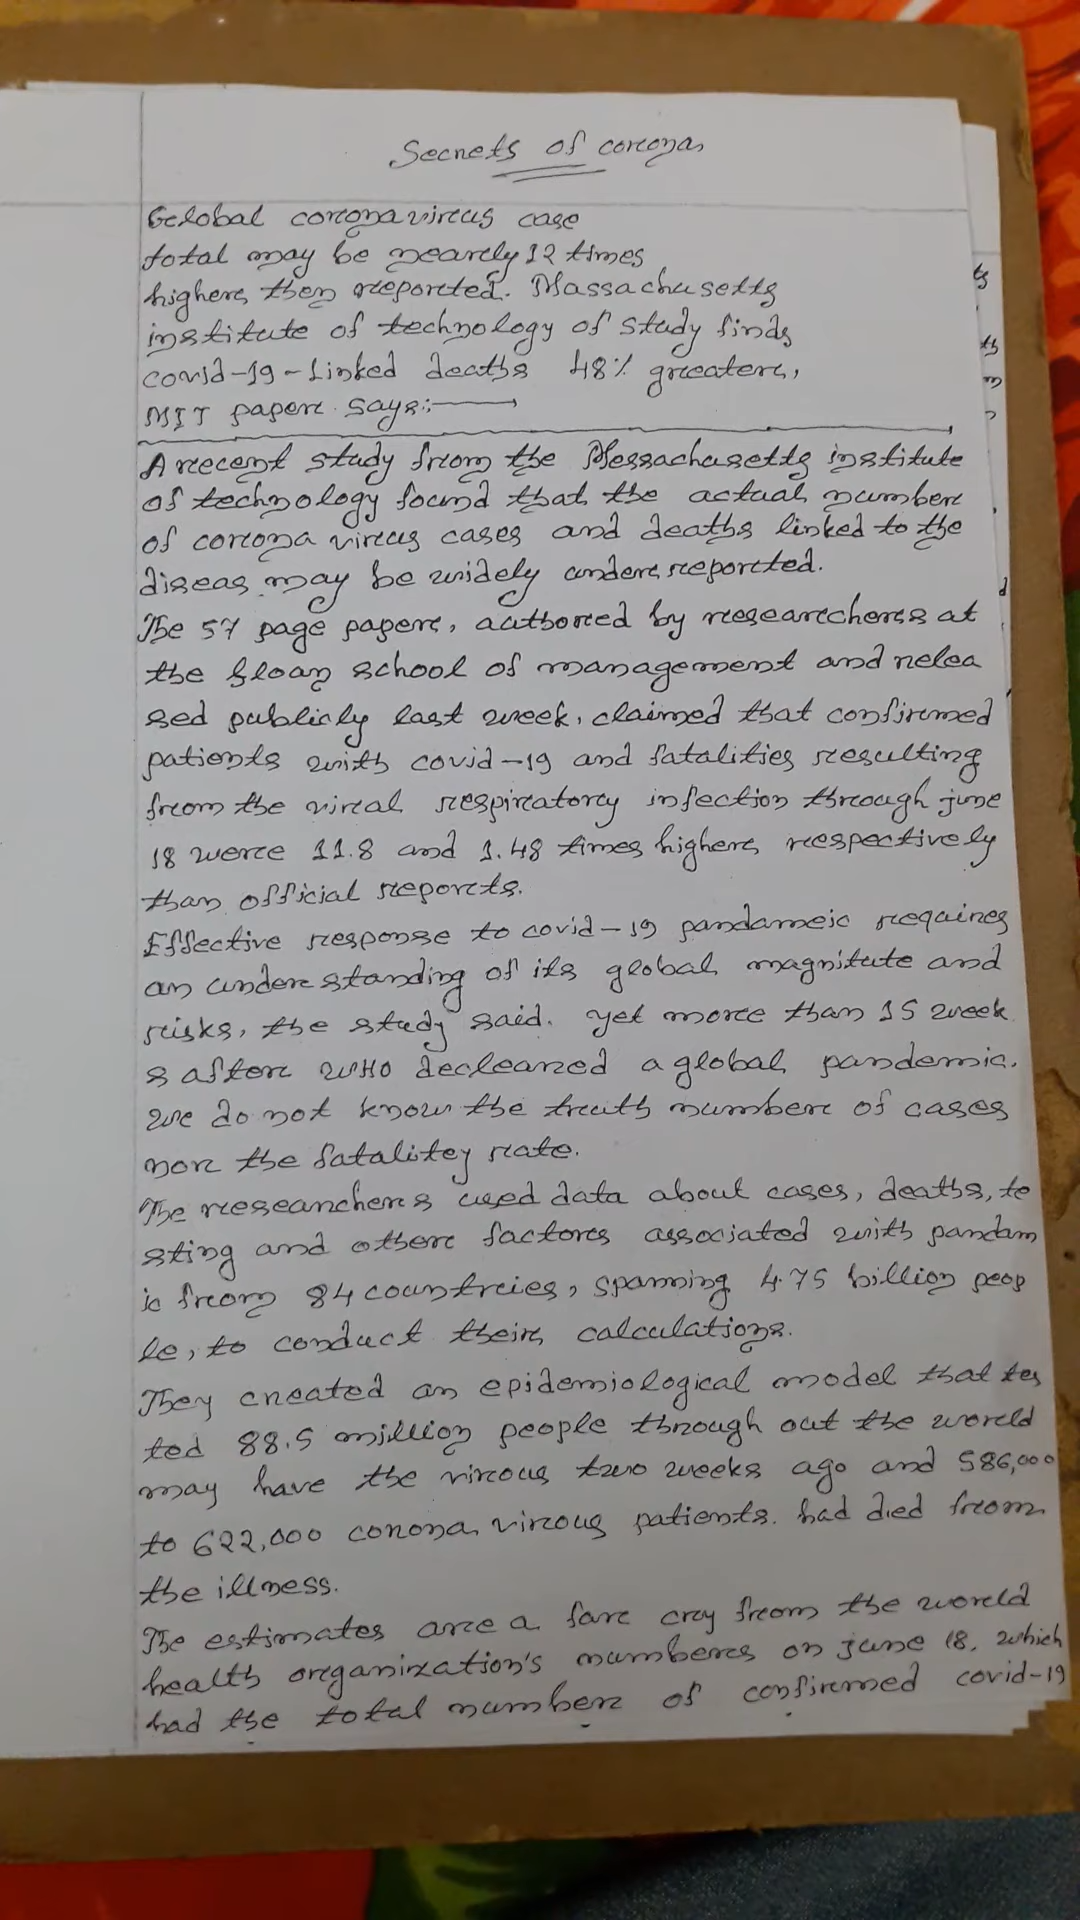 Secrets of corona
Gelobal corona vireus case
total may be nearely 12 times
higher then reported. Massachusetts
institute of technology of study finds
covid-19-Linked deaths 48% greater,
MIT paper says:-
A recent study from the Messachusetts institute
of technology found that the actual number
of corona vireus cases and deaths linked to the
diseas may be widely under reported.
The 57 page paper, authored by researchers at
the sloan school of management and relea
sed publicly last week, claimed that confirmed
patients with covid-19 and fatalities resulting
from the viral respiratory infection through june
18 were 11.8 and 1.48 times higher respectively
than official reports.
Effective response to covid-19 pandameic requires
an under standing of its global magnitute and
risks, the study said. yet more than 15 week
s after WHO decleared a global pandemic.
we do not know the truth number of cases
nor the fatalitey rate.
The researchers used data about cases, deaths, te
sting and other factors associated with pandam
ic from 84 countreies, spanning 4.75 billion peop
le, to conduct their calculations.
They created an epidemiological model that tes
ted 88.5 million people through out the world
may have the virous two weeks ago and 586,000
to 622,000 corona virous patients. had died from
the illness.
The estimates are a far cry from the world
health organization's numbers on june 18, which
had the total number of confirmed covid-19